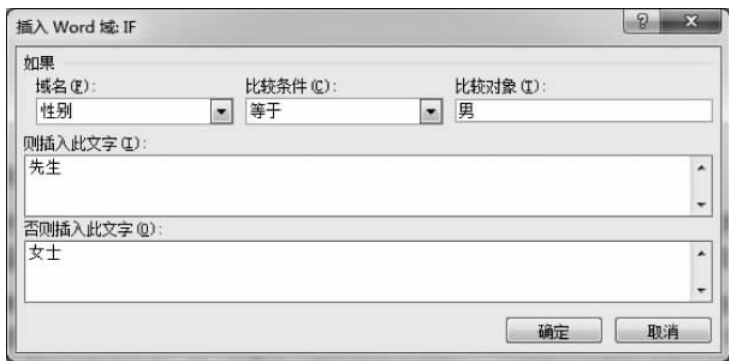 插入 Word 域: IF
如果
域名(F): 比较条件(C): 比较对象(T):
性别 等于 男
则插入此文字(I):
先生
否则插入此文字(O):
女士
确定 取消